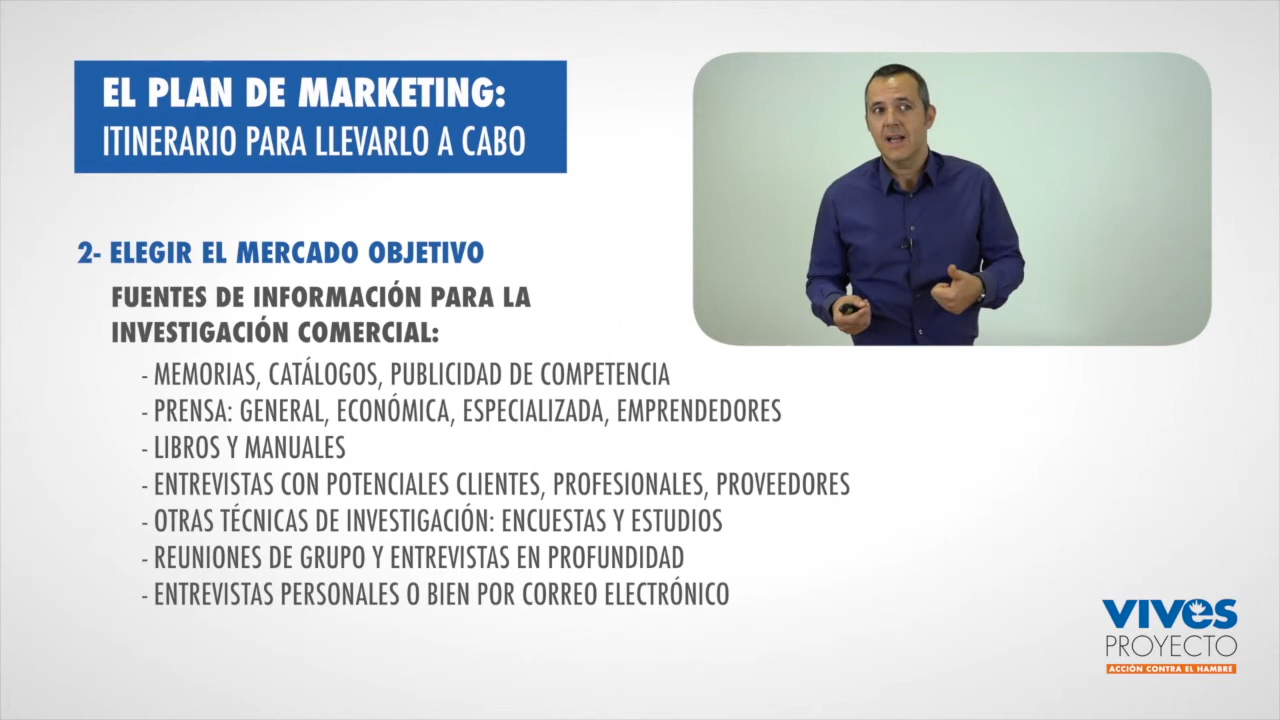 EL PLAN DE MARKETING:
ITINERARIO PARA LLEVARLO A CABO
2- ELEGIR EL MERCADO OBJETIVO
FUENTES DE INFORMACIÓN PARA LA
INVESTIGACIÓN COMERCIAL:
- MEMORIAS, CATÁLOGOS, PUBLICIDAD DE COMPETENCIA
- PRENSA: GENERAL, ECONÓMICA, ESPECIALIZADA, EMPRENDEDORES
- LIBROS Y MANUALES
- ENTREVISTAS CON POTENCIALES CLIENTES, PROFESIONALES, PROVEEDORES
- OTRAS TÉCNICAS DE INVESTIGACIÓN: ENCUESTAS Y ESTUDIOS
- REUNIONES DE GRUPO Y ENTREVISTAS EN PROFUNDIDAD
- ENTREVISTAS PERSONALES O BIEN POR CORREO ELECTRÓNICO
VIVES
PROYECTO
ACCIÓN CONTRA EL HAMBRE